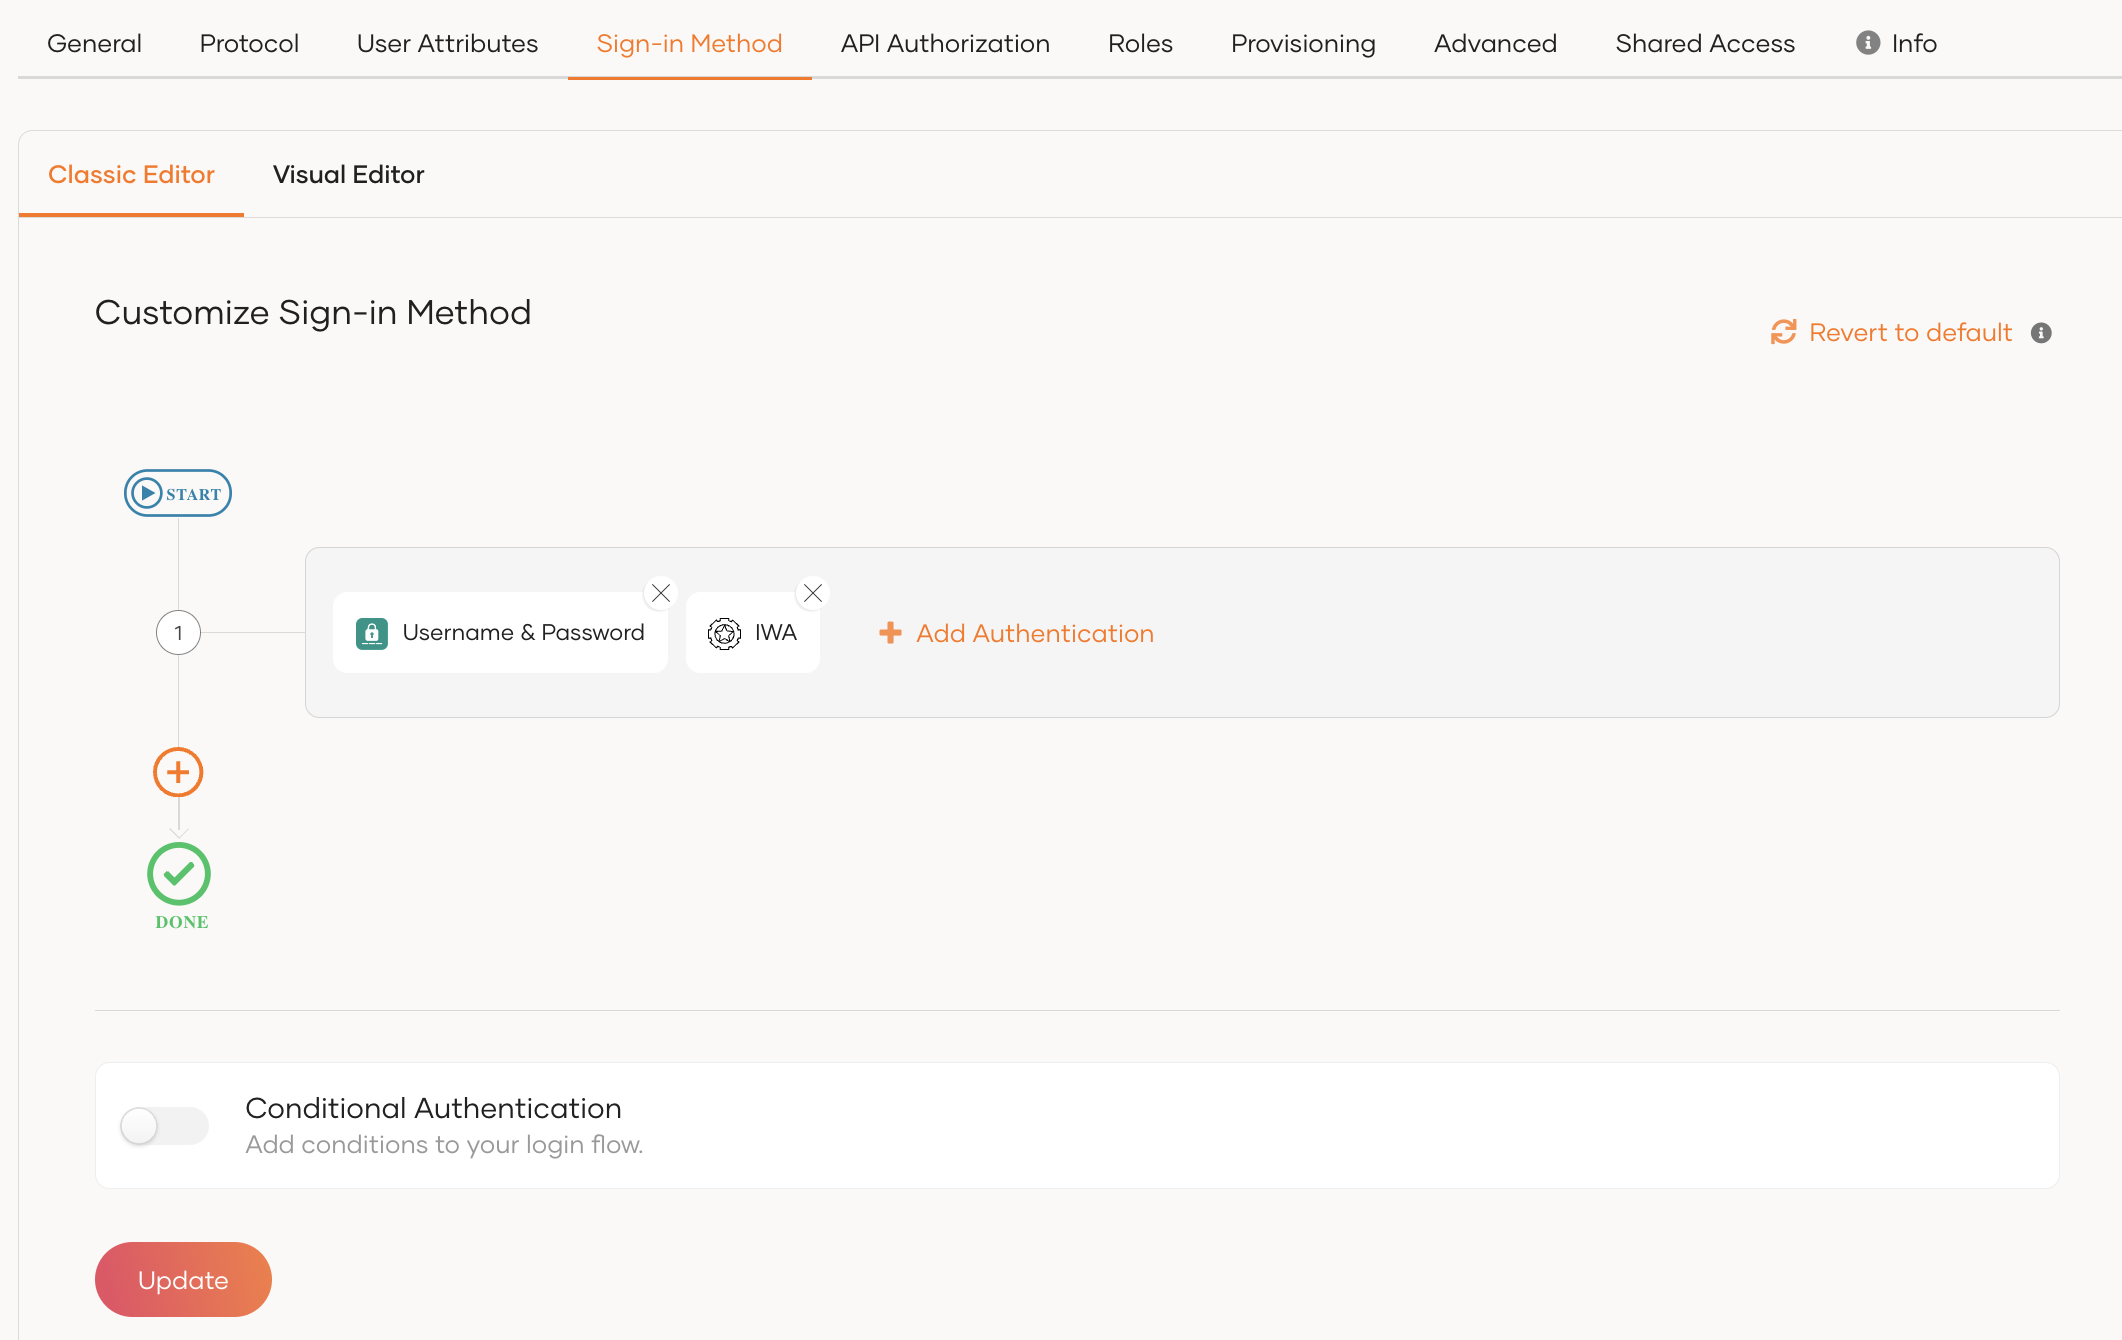 General Protocol User Attributes Sign-in Method API Authorization Roles Provisioning Advanced Shared Access Info
Classic Editor Visual Editor
Customize Sign-in Method
Revert to default
START
1 Username & Password IWA Add Authentication
DONE
Conditional Authentication
Add conditions to your login flow.
Update